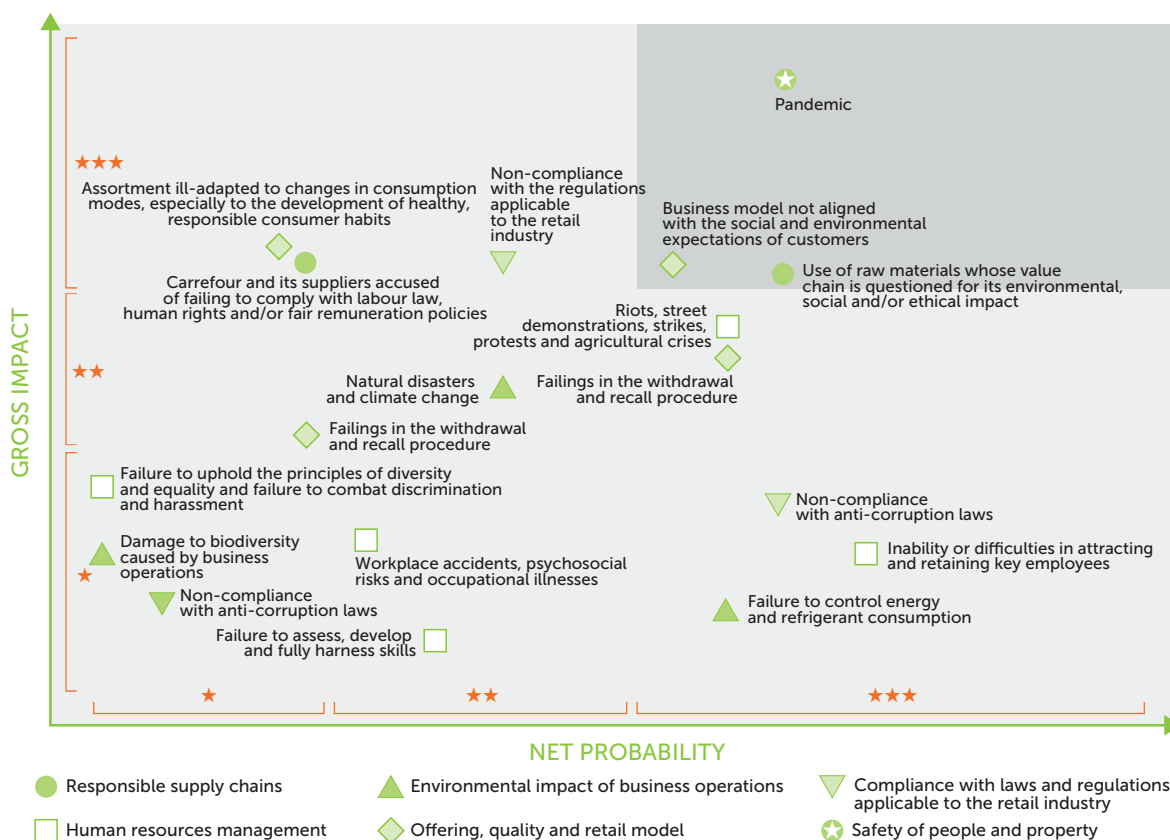 Pandemic
★★★
Assortment ill-adapted to changes in consumption
modes, especially to the development of healthy,
responsible consumer habits
Non-compliance
with the regulations
applicable
to the retail
industry
Business model not aligned
with the social and environmental
expectations of customers
Carrefour and its suppliers accused
of failing to comply with labour law,
human rights and/or fair remuneration policies
Use of raw materials whose value
chain is questioned for its environmental,
social and/or ethical impact
GROSS IMPACT
★★
Riots, street
demonstrations, strikes,
protests and agricultural crises
Natural disasters
and climate change
Failings in the withdrawal
and recall procedure
Failings in the withdrawal
and recall procedure
★
Failure to uphold the principles of diversity
and equality and failure to combat discrimination
and harassment
Non-compliance
with anti-corruption laws
Damage to biodiversity
caused by business
operations
Workplace accidents, psychosocial
risks and occupational illnesses
Inability or difficulties in attracting
and retaining key employees
Non-compliance
with anti-corruption laws
Failure to control energy
and refrigerant consumption
Failure to assess, develop
and fully harness skills
★
★★
★★★
NET PROBABILITY
Responsible supply chains
Environmental impact of business operations
Compliance with laws and regulations
applicable to the retail industry
Human resources management
Offering, quality and retail model
Safety of people and property